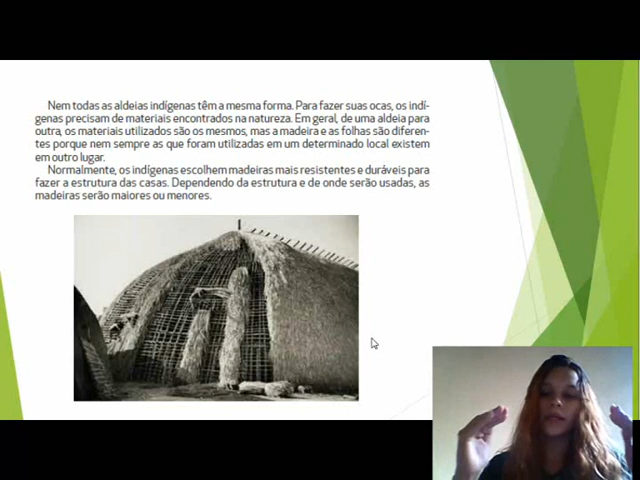 Nem todas as aldeias indígenas têm a mesma forma. Para fazer suas ocas, os indí-
genas precisam de materiais encontrados na natureza. Em geral, de uma aldeia para
outra, os materiais utilizados são os mesmos, mas a madeira e as folhas são diferen-
tes porque nem sempre as que foram utilizadas em um determinado local existem
em outro lugar.
Normalmente, os indígenas escolhem madeiras mais resistentes e duráveis para
fazer a estrutura das casas. Dependendo da estrutura e de onde serão usadas, as
madeiras serão maiores ou menores.